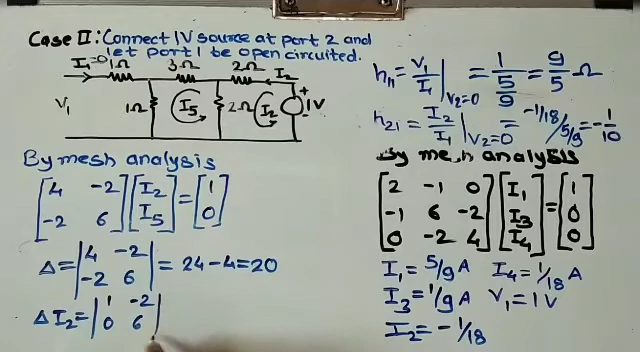 Case II: Connect 1V source at port 2 and
let port 1 be open circuited.
I₁=0 1Ω 3Ω 2Ω I₂
V₁ 1Ω I₅ 2Ω I₂ + 1V -
By mesh analysis
[4 -2; -2 6] [I₂; I₅] = [1; 0]
Δ = |4 -2; -2 6| = 24-4=20
ΔI₂ = |1 -2; 0 6|
h₁₁ = V₁/I₁ |V₂=0 = 1/(5/9) = 9/5 Ω
h₂₁ = I₂/I₁ |V₂=0 = -1/18/5/9 = -1/10
By mesh analysis
[2 -1 0; -1 6 -2; 0 -2 4] [I₁; I₃; I₄] = [1; 0; 0]
I₁ = 5/9 A I₄ = 1/18 A
I₃ = 1/9 A V₁ = 1V
I₂ = -1/18